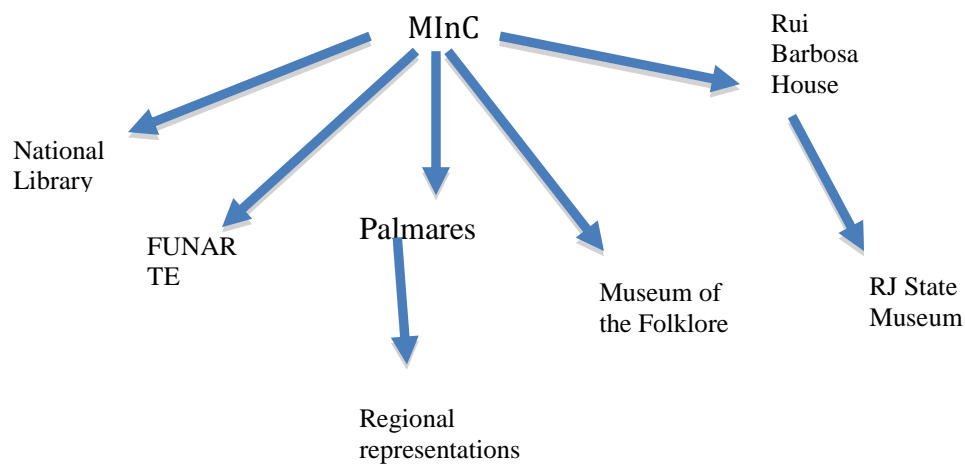 MInC
Rui
Barbosa
House
National
Library
FUNAR
TE
Palmares
Museum of
the Folklore
RJ State
Museum
Regional
representations